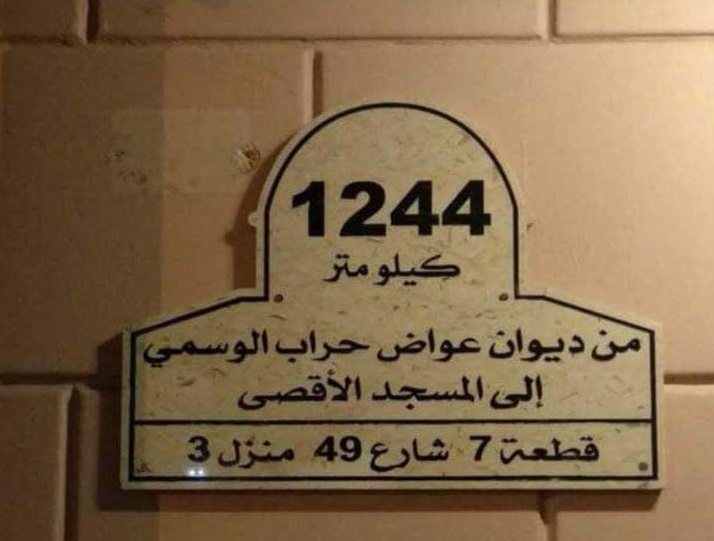 1244
كيلو متر
من ديوان عواض حراب الوسمي
إلى المسجد الأقصى
قطعة 7 شارع 49 منزل 3